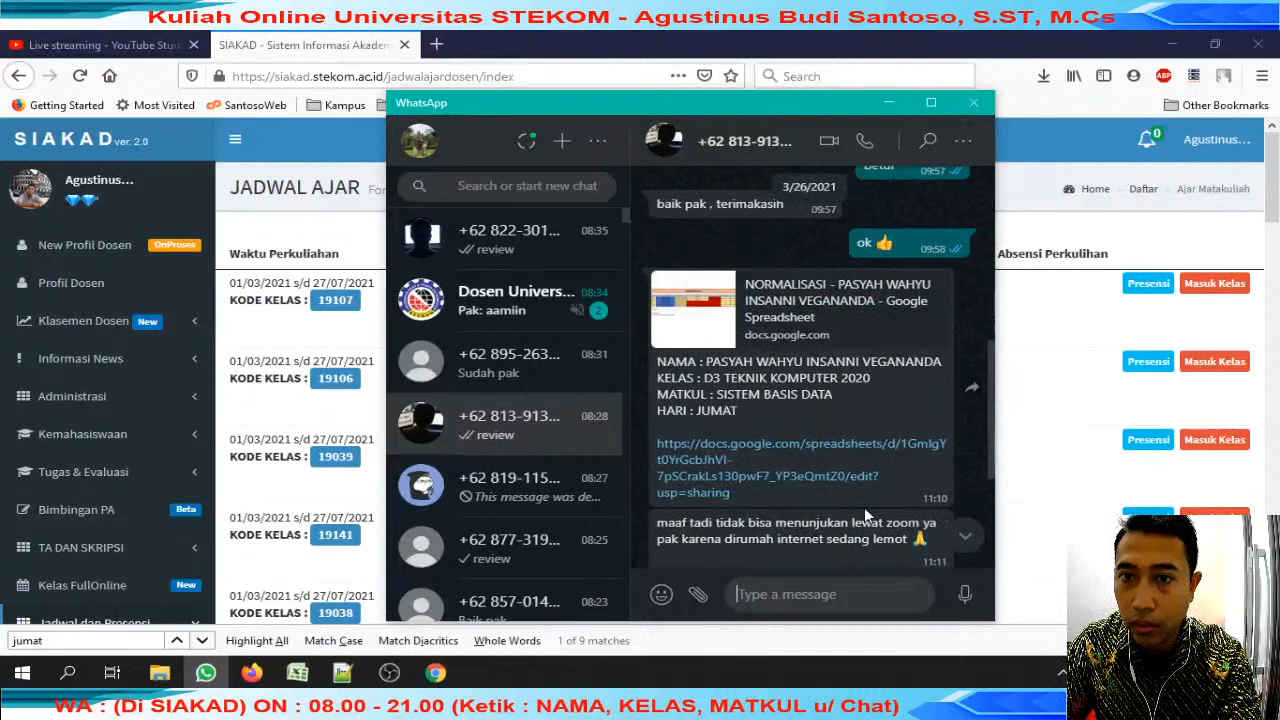 Kuliah Online Universitas STEKOM - Agustinus Budi Santoso, S.ST, M.Cs
Live streaming - YouTube Stud
SIAKAD - Sistem Informasi Akaden
https://siakad.stekom.ac.id/jadwalajardosen/index
Search
Getting Started
Most Visited
SantosoWeb
Kampus
Other Bookmarks
SIAKAD ver. 2.0
0
Agustinus...
Agustinus...
New Profil Dosen OnProses
Profil Dosen
Klasemen Dosen New
Informasi News
Administrasi
Kemahasiswaan
Tugas & Evaluasi
Bimbingan PA Beta
TA DAN SKRIPSI
Kelas FullOnline New
Jadwal dan Presensi
JADWAL AJAR
Home Daftar Ajar Matakuliah
Waktu Perkuliahan
Absensi Perkulihan
01/03/2021 s/d 27/07/2021
KODE KELAS : 19107
Presensi Masuk Kelas
01/03/2021 s/d 27/07/2021
KODE KELAS : 19106
Presensi Masuk Kelas
01/03/2021 s/d 27/07/2021
KODE KELAS : 19039
Presensi Masuk Kelas
01/03/2021 s/d 27/07/2021
KODE KELAS : 19141
01/03/2021 s/d 27/07/2021
KODE KELAS : 19038
WhatsApp
Search or start new chat
+62 822-301... 08:35
review
Dosen Univers... 08:34
Pak: aamiin 2
+62 895-263... 08:31
Sudah pak
+62 813-913... 08:28
review
+62 819-115... 08:27
This message was de...
+62 877-319... 08:25
review
+62 857-014... 08:23
Baik pak
+62 813-913...
betul
09:57
3/26/2021
baik pak , terimakasih
09:57
ok 👍 09:58
NORMALISASI - PASYAH WAHYU
INSANNI VEGANANDA - Google
Spreadsheet
docs.google.com
NAMA : PASYAH WAHYU INSANNI VEGANANDA
KELAS : D3 TEKNIK KOMPUTER 2020
MATKUL : SISTEM BASIS DATA
HARI : JUMAT
https://docs.google.com/spreadsheets/d/1GmlgY
t0YrGcbJhVI-
7pSCrakLs130pwF7_YP3eQmtZ0/edit?
usp=sharing
11:10
maaf tadi tidak bisa menunjukan lewat zoom ya
pak karena dirumah internet sedang lemot 🙏
11:11
Type a message
jumat
Highlight All Match Case Match Diacritics Whole Words 1 of 9 matches
WA : (Di SIAKAD) ON : 08.00 - 21.00 (Ketik : NAMA, KELAS, MATKUL u/ Chat)